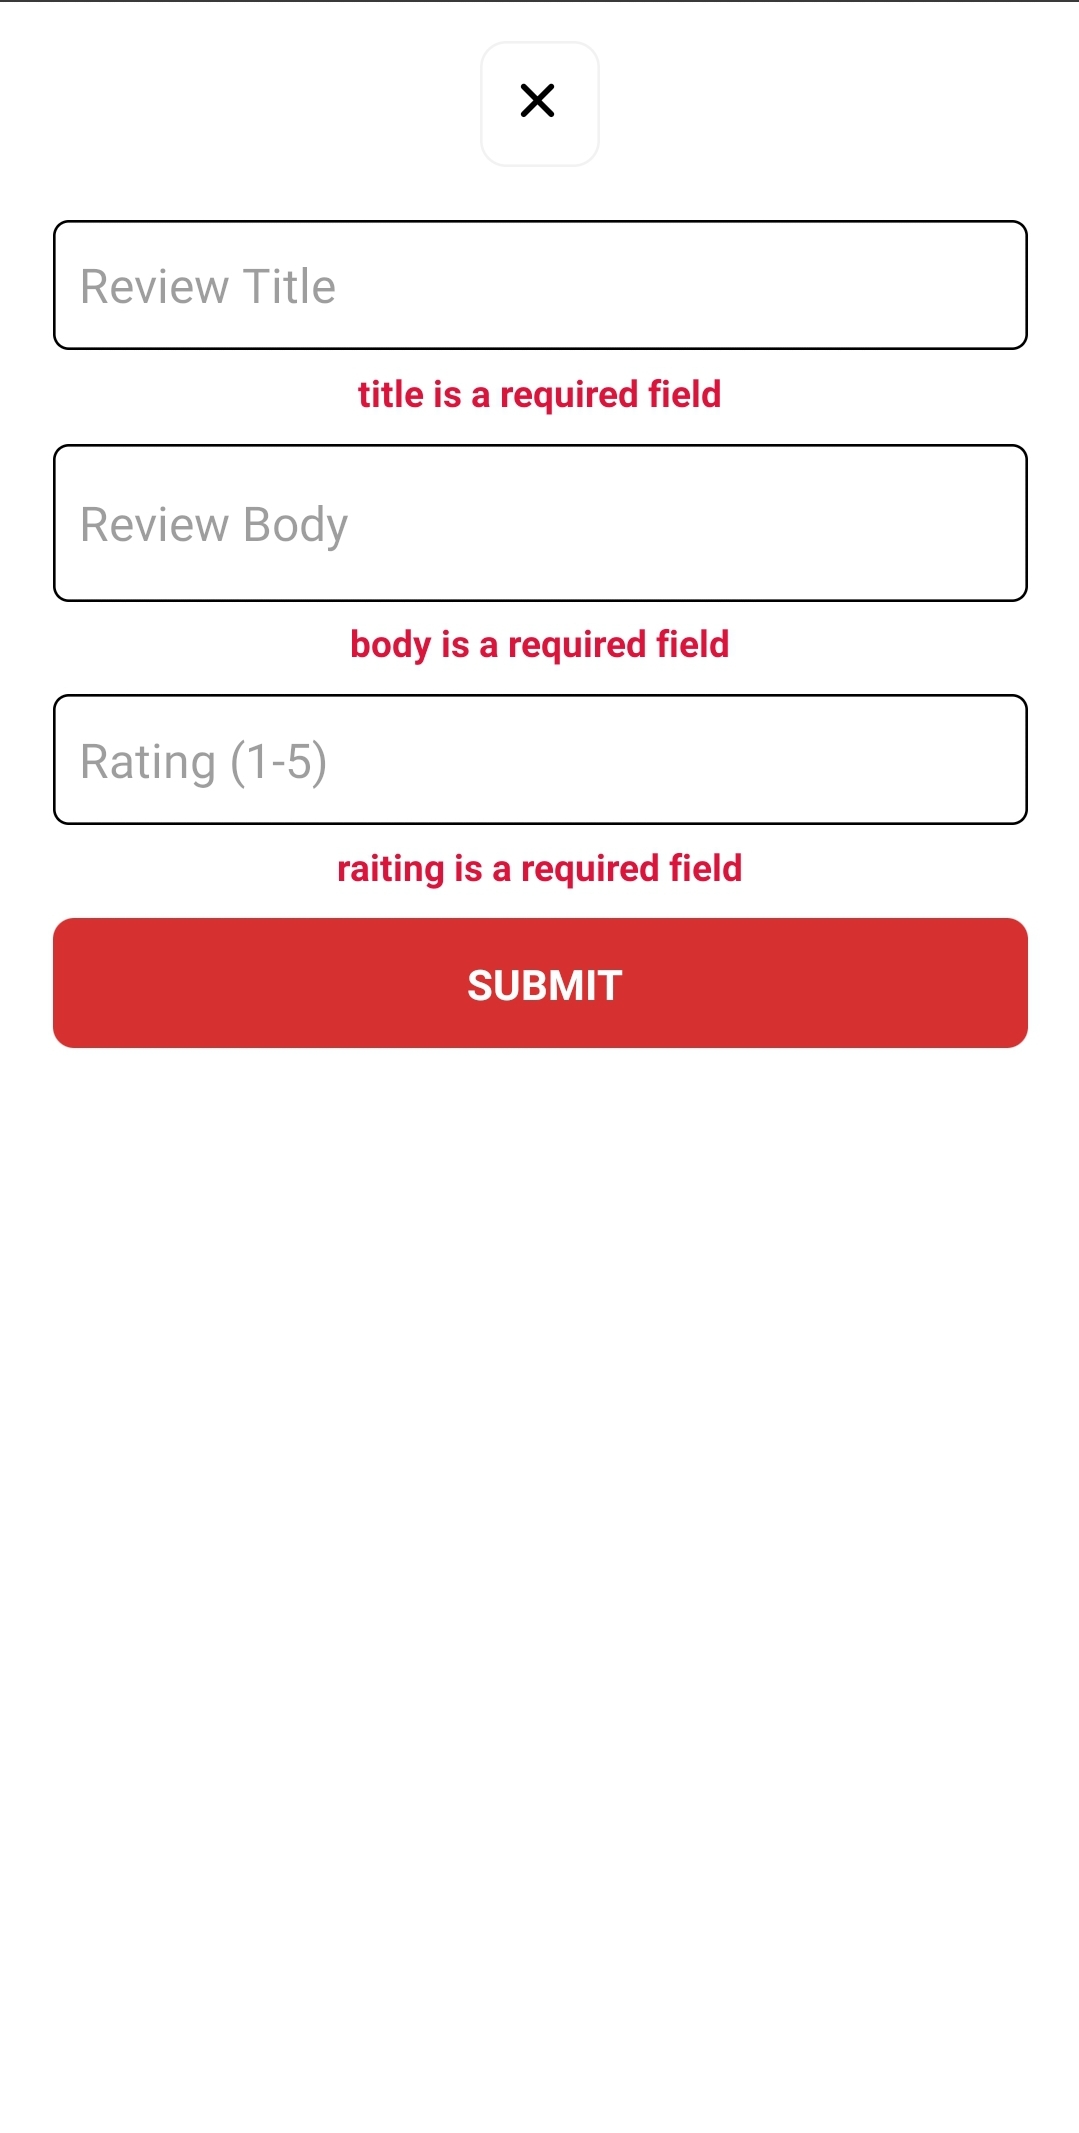 Review Title
title is a required field
Review Body
body is a required field
Rating (1-5)
raiting is a required field
SUBMIT